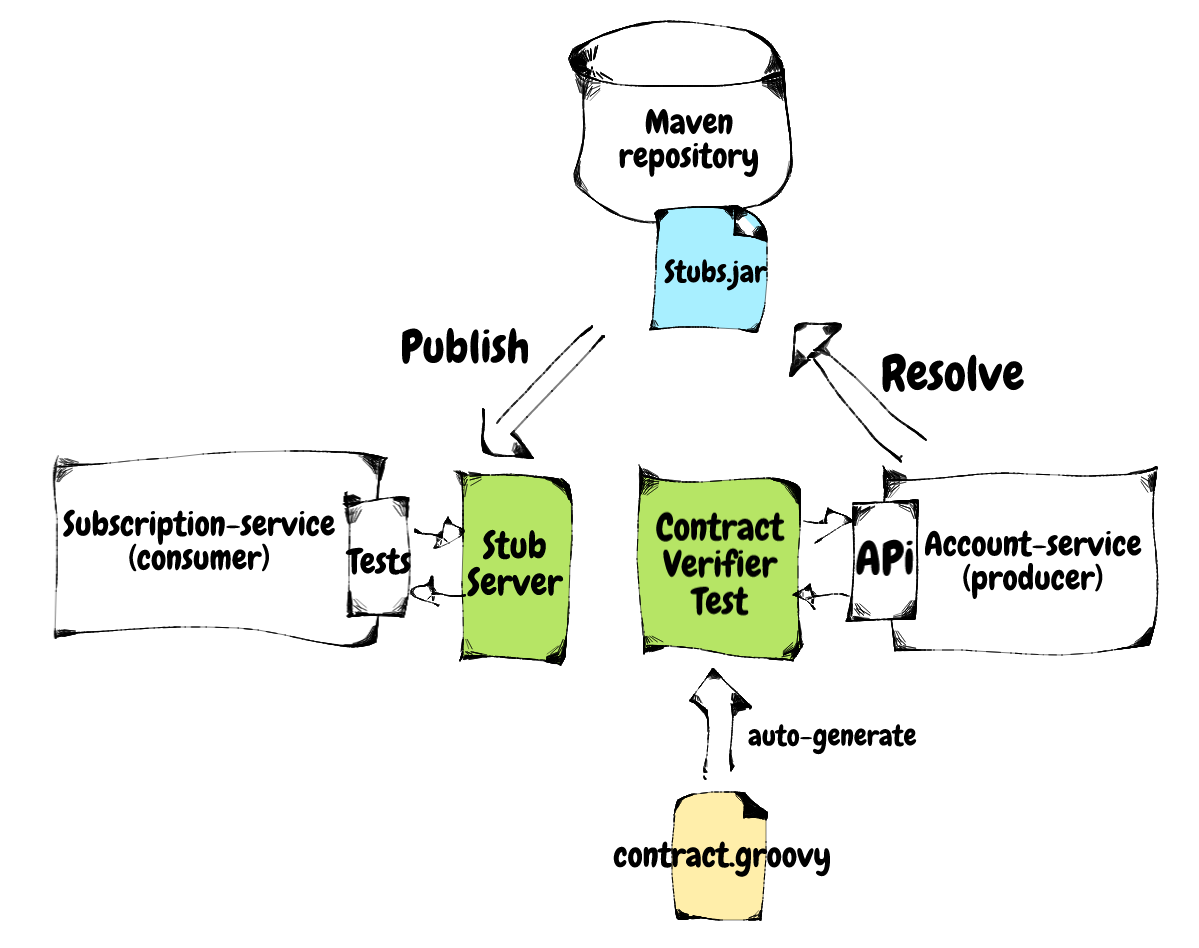 Maven
repository
Stubs.jar
Publish
Resolve
Subscription-service
(consumer)
Tests
Stub
Server
Contract
Verifier
Test
APi
Account-service
(producer)
auto-generate
contract.groovy